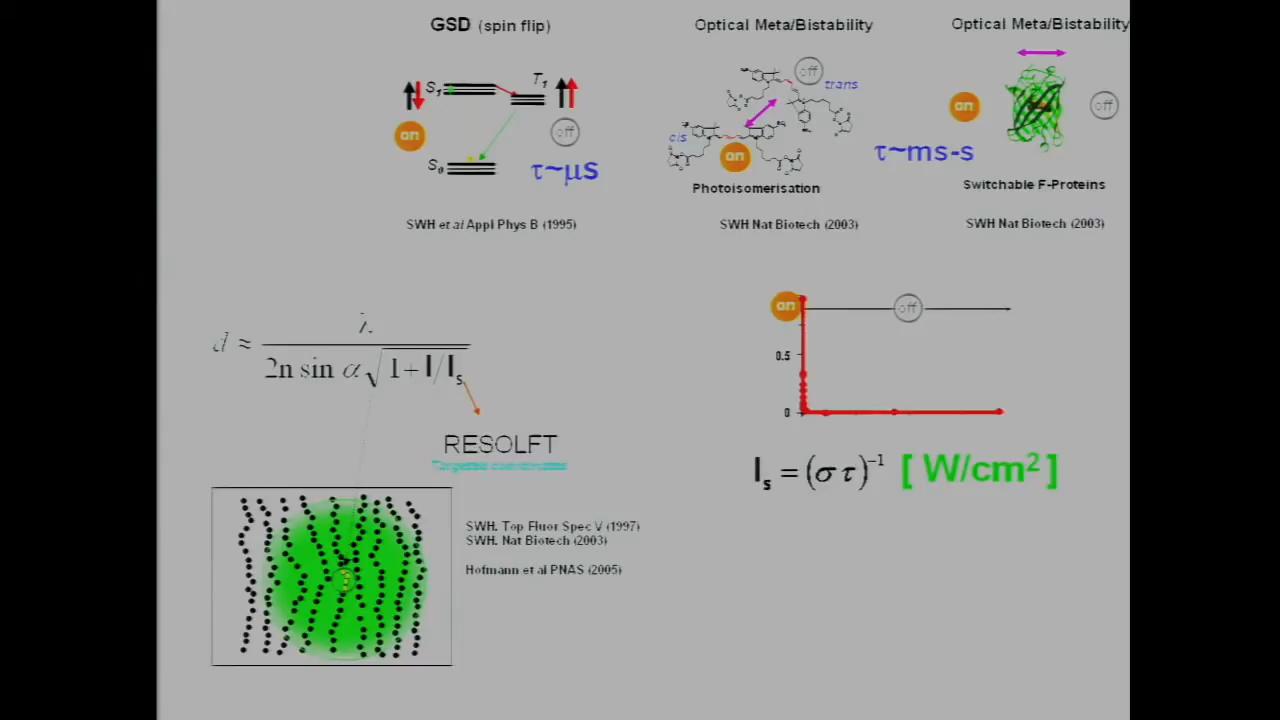 GSD (spin flip)
Optical Meta/Bistability
Optical Meta/Bistability
S1
T1
on
off
S0
τ~μs
off
trans
cis
on
Photoisomerisation
τ~ms-s
on
off
Switchable F-Proteins
SWH et al Appl Phys B (1995)
SWH Nat Biotech (2003)
SWH Nat Biotech (2003)
d ≈ λ / 2n sin α √1+I/Is
RESOLFT
on
off
0.5
0
Is = (σ τ)⁻¹ [ W/cm² ]
SWH. Top Fluor Spec V (1997)
SWH. Nat Biotech (2003)
Hofmann et al PNAS (2005)